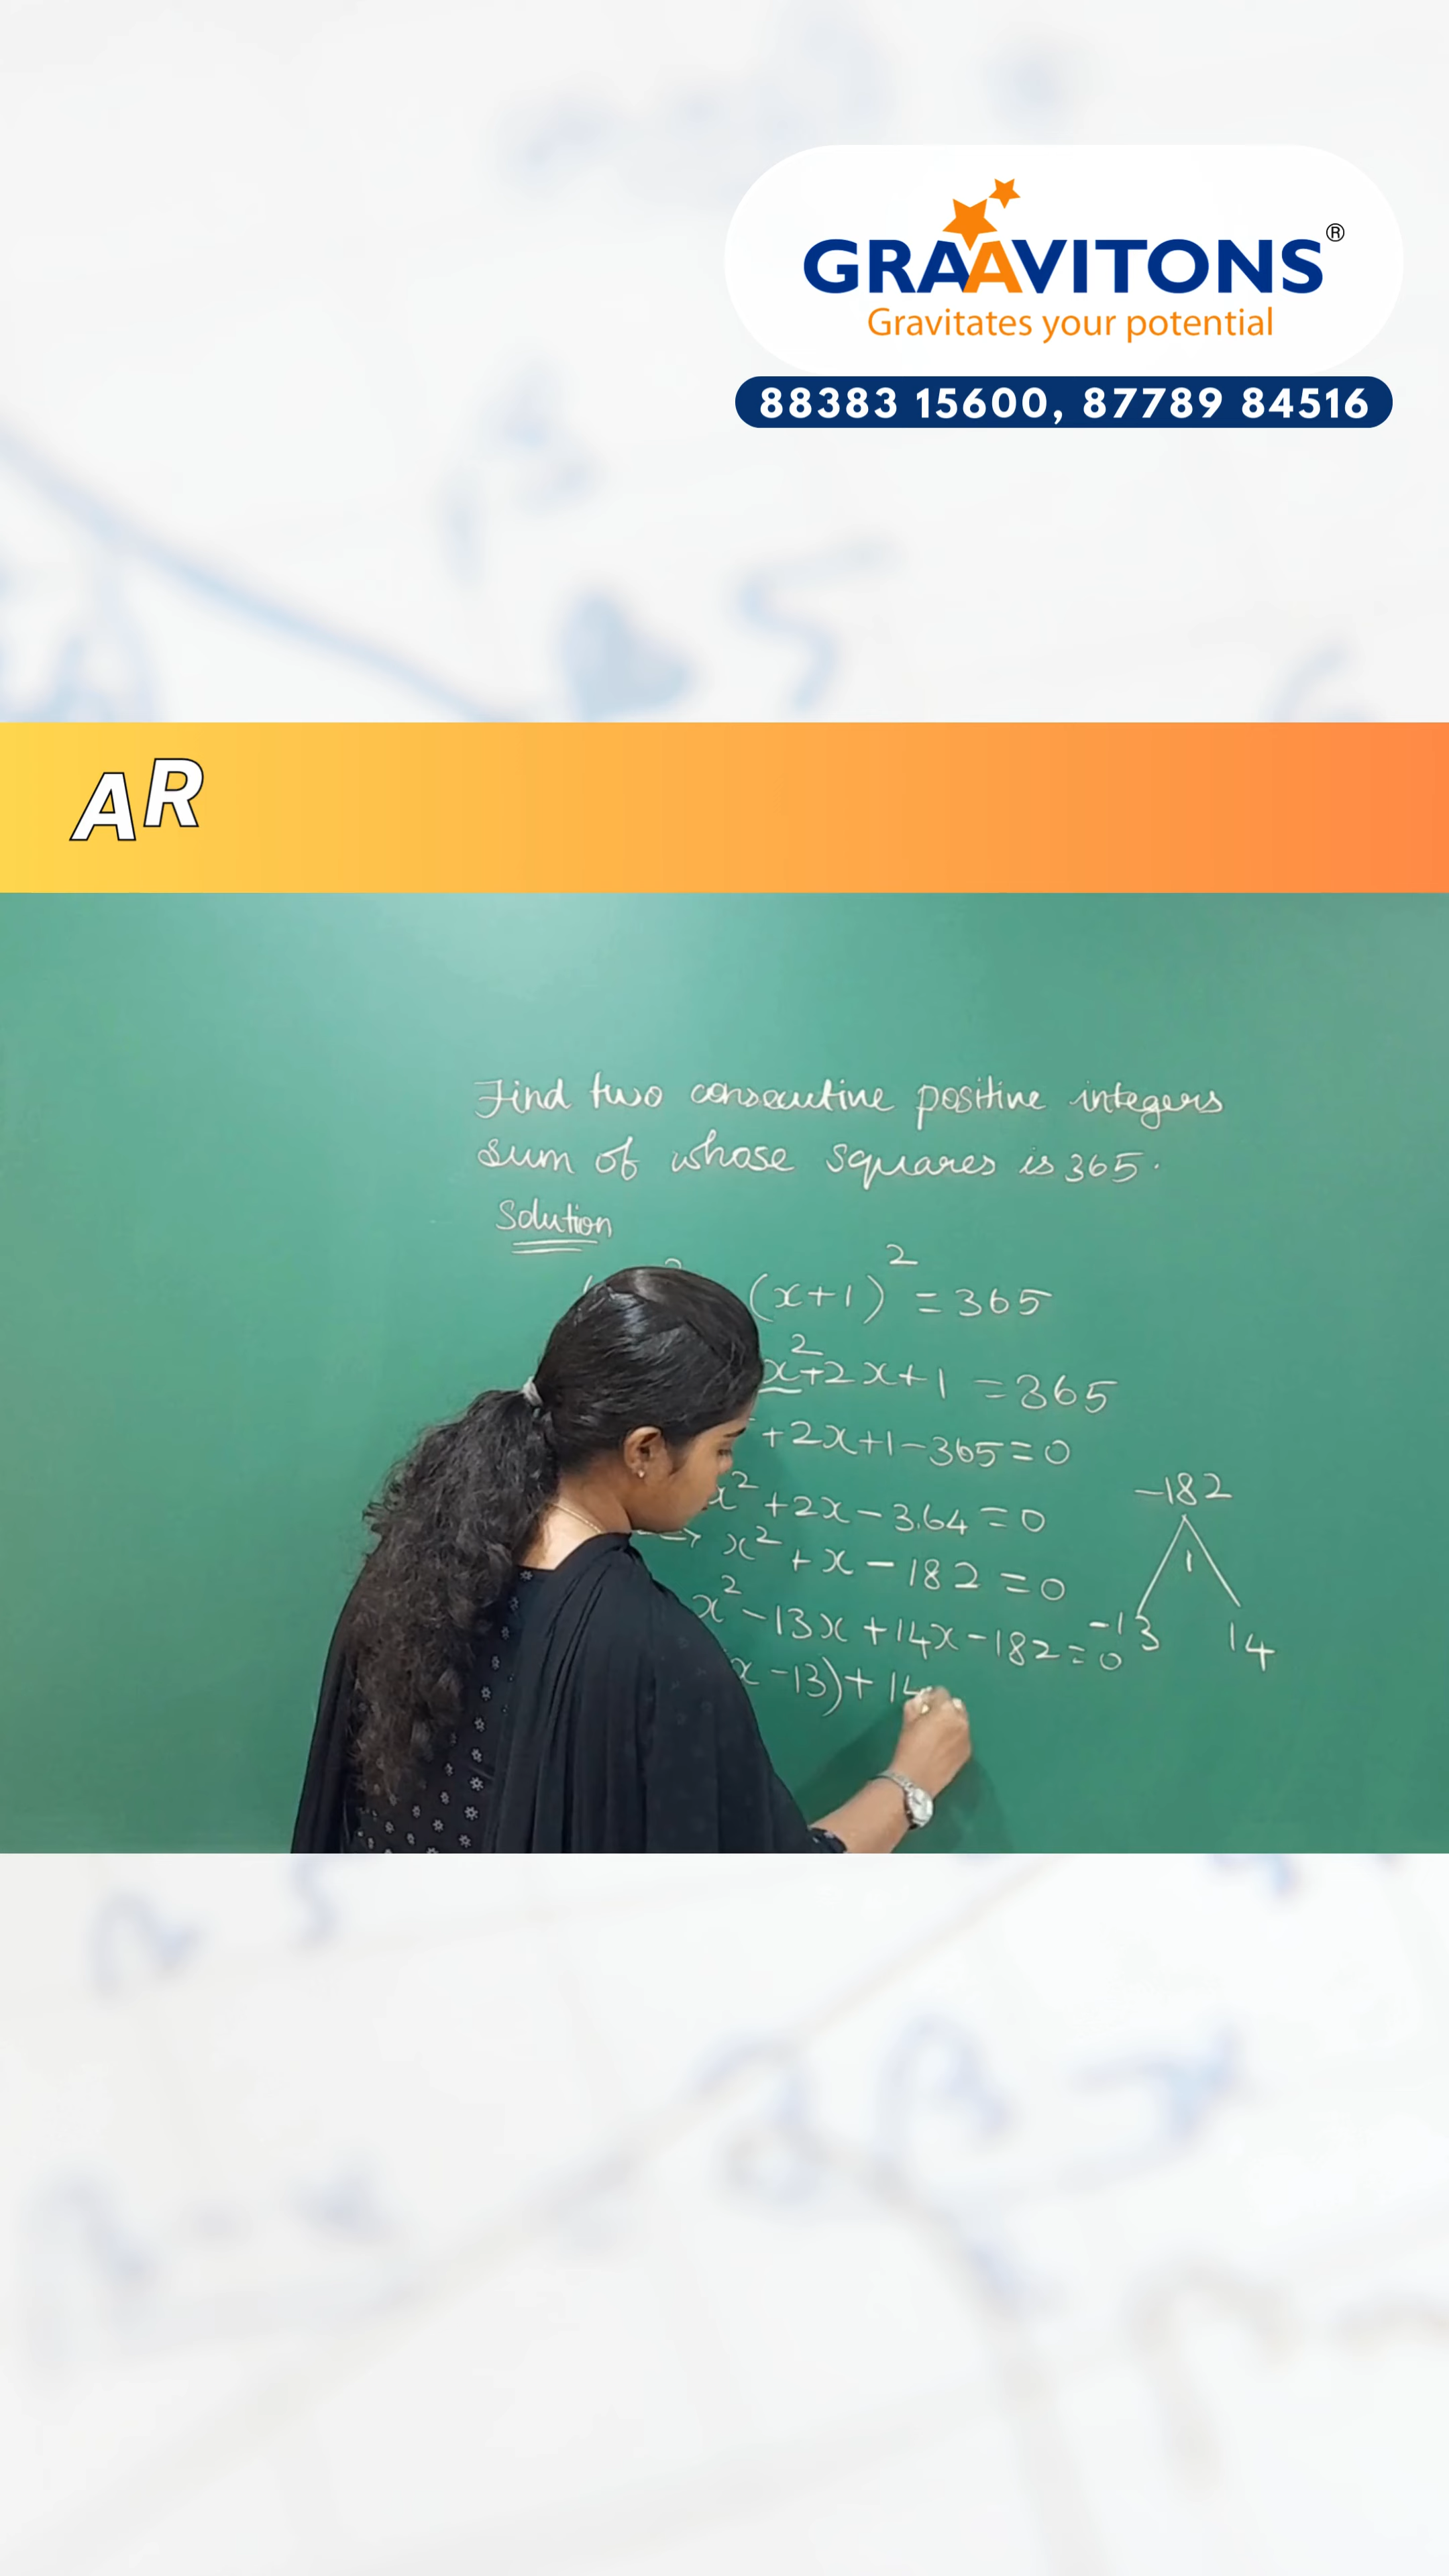 GRAAVITONS®
Gravitates your potential
88383 15600, 87789 84516
AR
Find two consecutive positive integers
sum of whose squares is 365.
Solution
(x+1)² = 365
x²+2x+1 = 365
+2x+1-365=0
x²+2x-364=0
-182
1
→ x²+x-182=0
x²-13x+14x-182=0
-13 14
x-13)+14